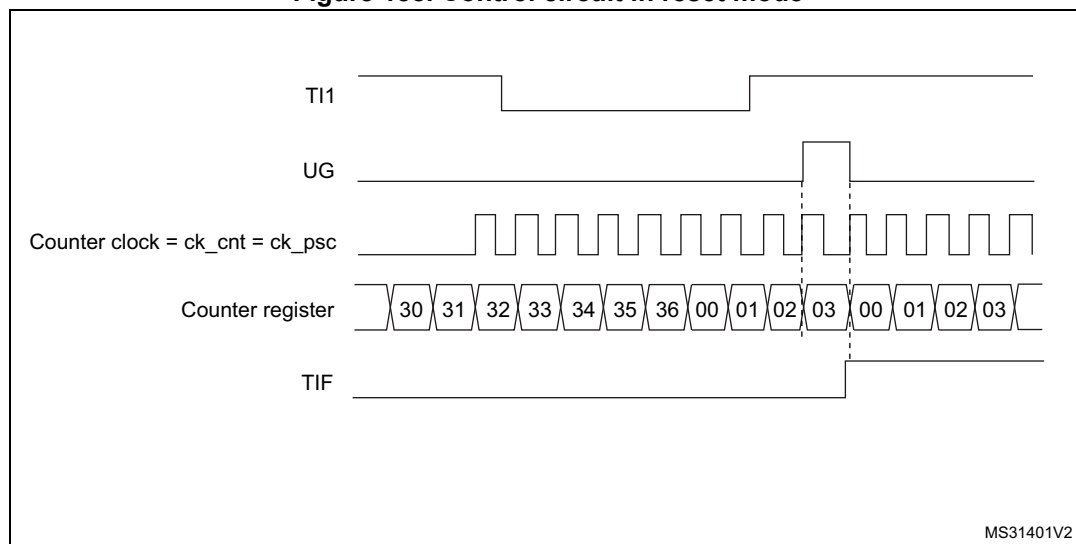 TI1
UG
Counter clock = ck_cnt = ck_psc
Counter register 30 31 32 33 34 35 36 00 01 02 03 00 01 02 03
TIF
MS31401V2